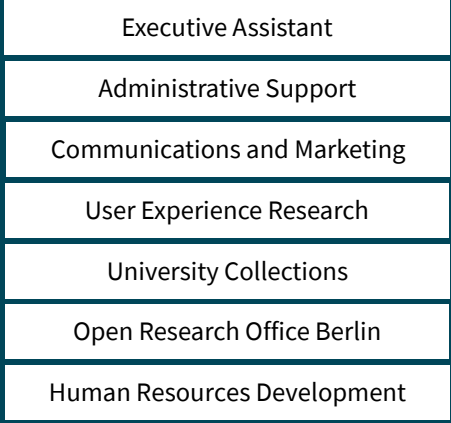 Executive Assistant
Administrative Support
Communications and Marketing
User Experience Research
University Collections
Open Research Office Berlin
Human Resources Development